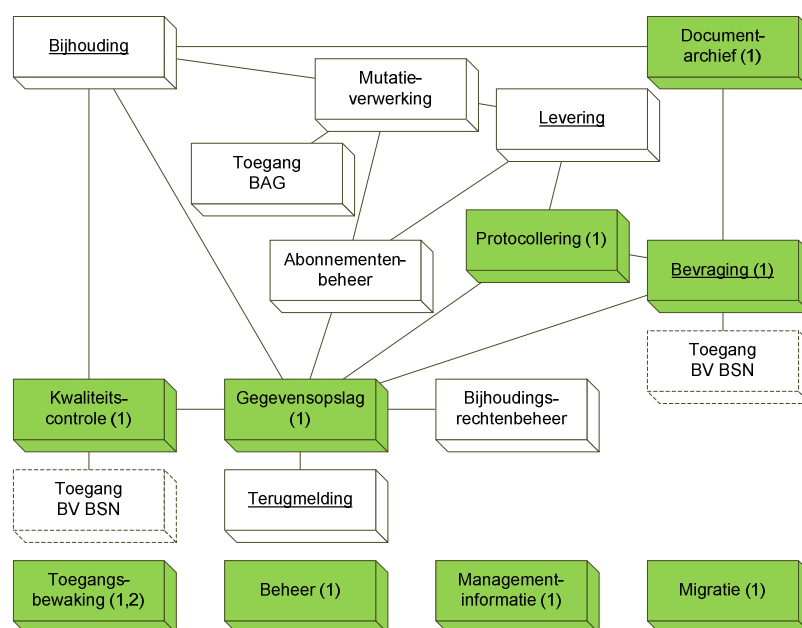 Bijhouding
Document-
archief (1)
Mutatie-
verwerking
Levering
Toegang
BAG
Protocollering (1)
Abonnementen-
beheer
Bevraging (1)
Toegang
BV BSN
Kwaliteits-
controle (1)
Gegevensopslag
(1)
Bijhoudings-
rechtenbeheer
Toegang
BV BSN
Terugmelding
Toegangs-
bewaking (1,2)
Beheer (1)
Management-
informatie (1)
Migratie (1)